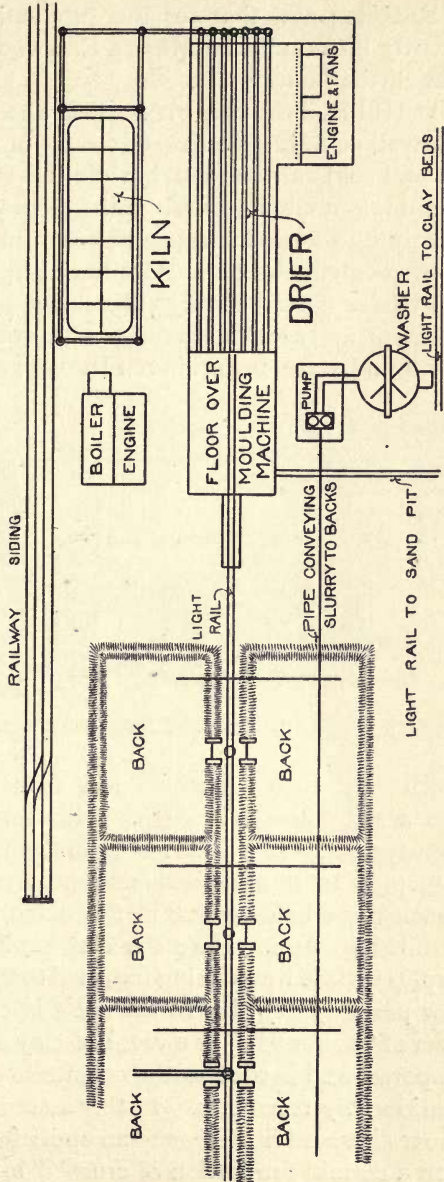 RAILWAY SIDING
KILN
BOILER
ENGINE
ENGINE & FANS
DRIER
FLOOR OVER
MOULDING
MACHINE
PUMP
WASHER
LIGHT RAIL TO CLAY BEDS
LIGHT
RAIL
PIPE CONVEYING
SLURRY TO BACKS
LIGHT RAIL TO SAND PIT
BACK
BACK
BACK
BACK
BACK
BACK